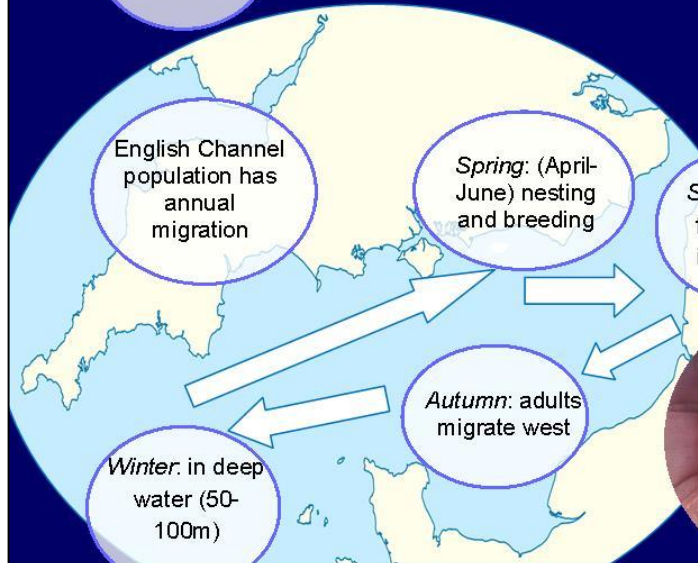 English Channel
population has
annual
migration
Spring: (April-
June) nesting
and breeding
Autumn: adults
migrate west
Winter: in deep
water (50-
100m)